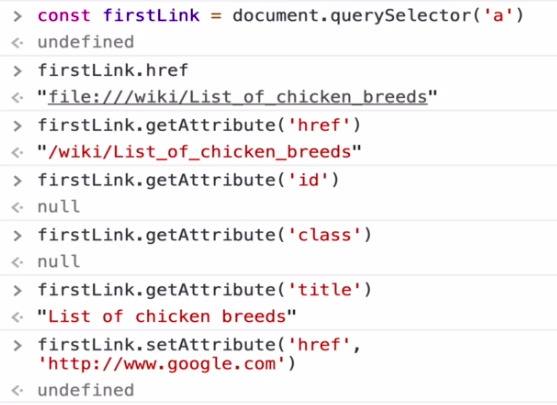 > const firstLink = document.querySelector('a')
<· undefined
> firstLink.href
<· "file:///wiki/List_of_chicken_breeds"
> firstLink.getAttribute('href')
<· "/wiki/List_of_chicken_breeds"
> firstLink.getAttribute('id')
<· null
> firstLink.getAttribute('class')
<· null
> firstLink.getAttribute('title')
<· "List of chicken breeds"
> firstLink.setAttribute('href',
'http://www.google.com')
<· undefined